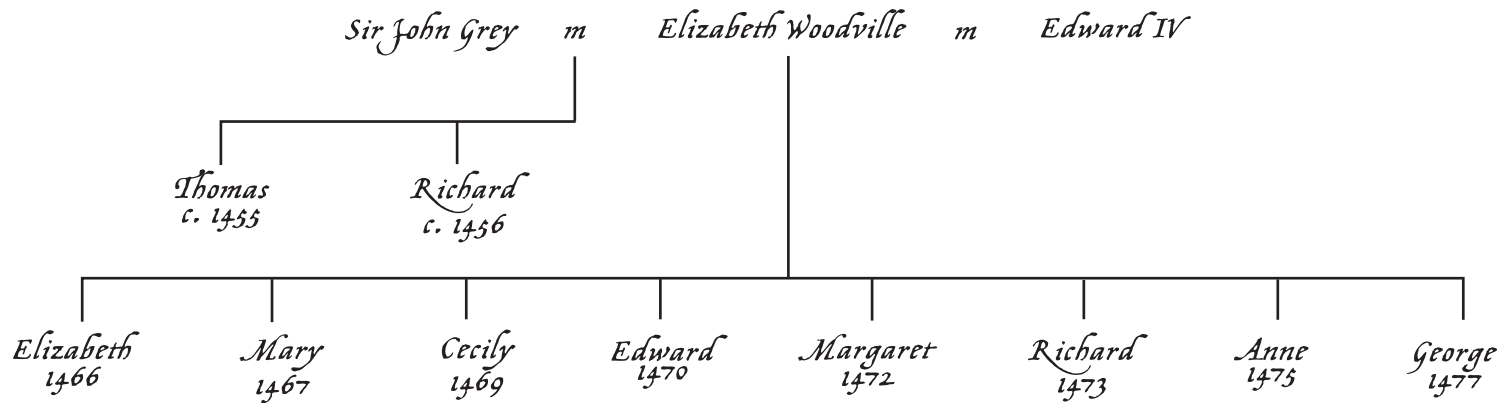 Sir John Grey m Elizabeth Woodville m Edward IV
Thomas Richard
c. 1455 c. 1456
Elizabeth Mary Cecily Edward Margaret Richard Anne George
1466 1467 1469 1470 1472 1473 1475 1477